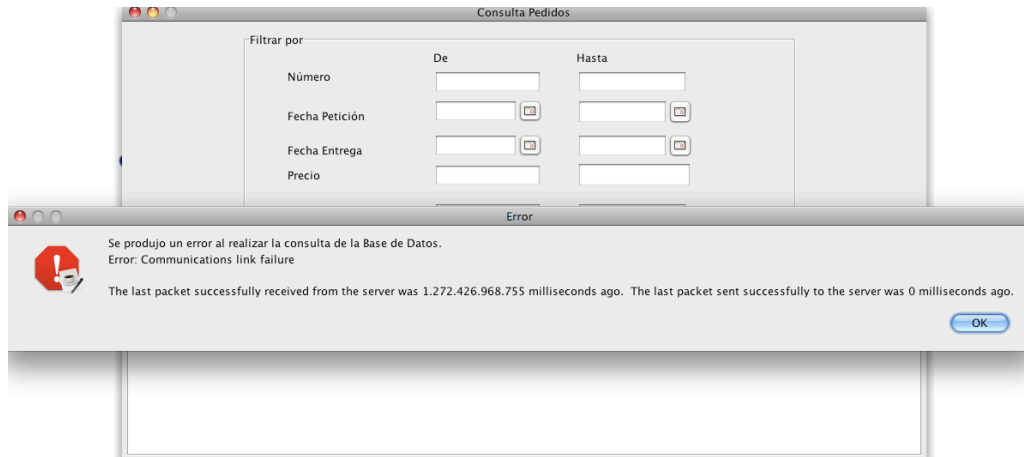 Consulta Pedidos
Filtrar por
De
Hasta
Número
Fecha Petición
Fecha Entrega
Precio
Error
Se produjo un error al realizar la consulta de la Base de Datos.
Error: Communications link failure
The last packet successfully received from the server was 1.272.426.968.755 milliseconds ago.  The last packet sent successfully to the server was 0 milliseconds ago.
OK